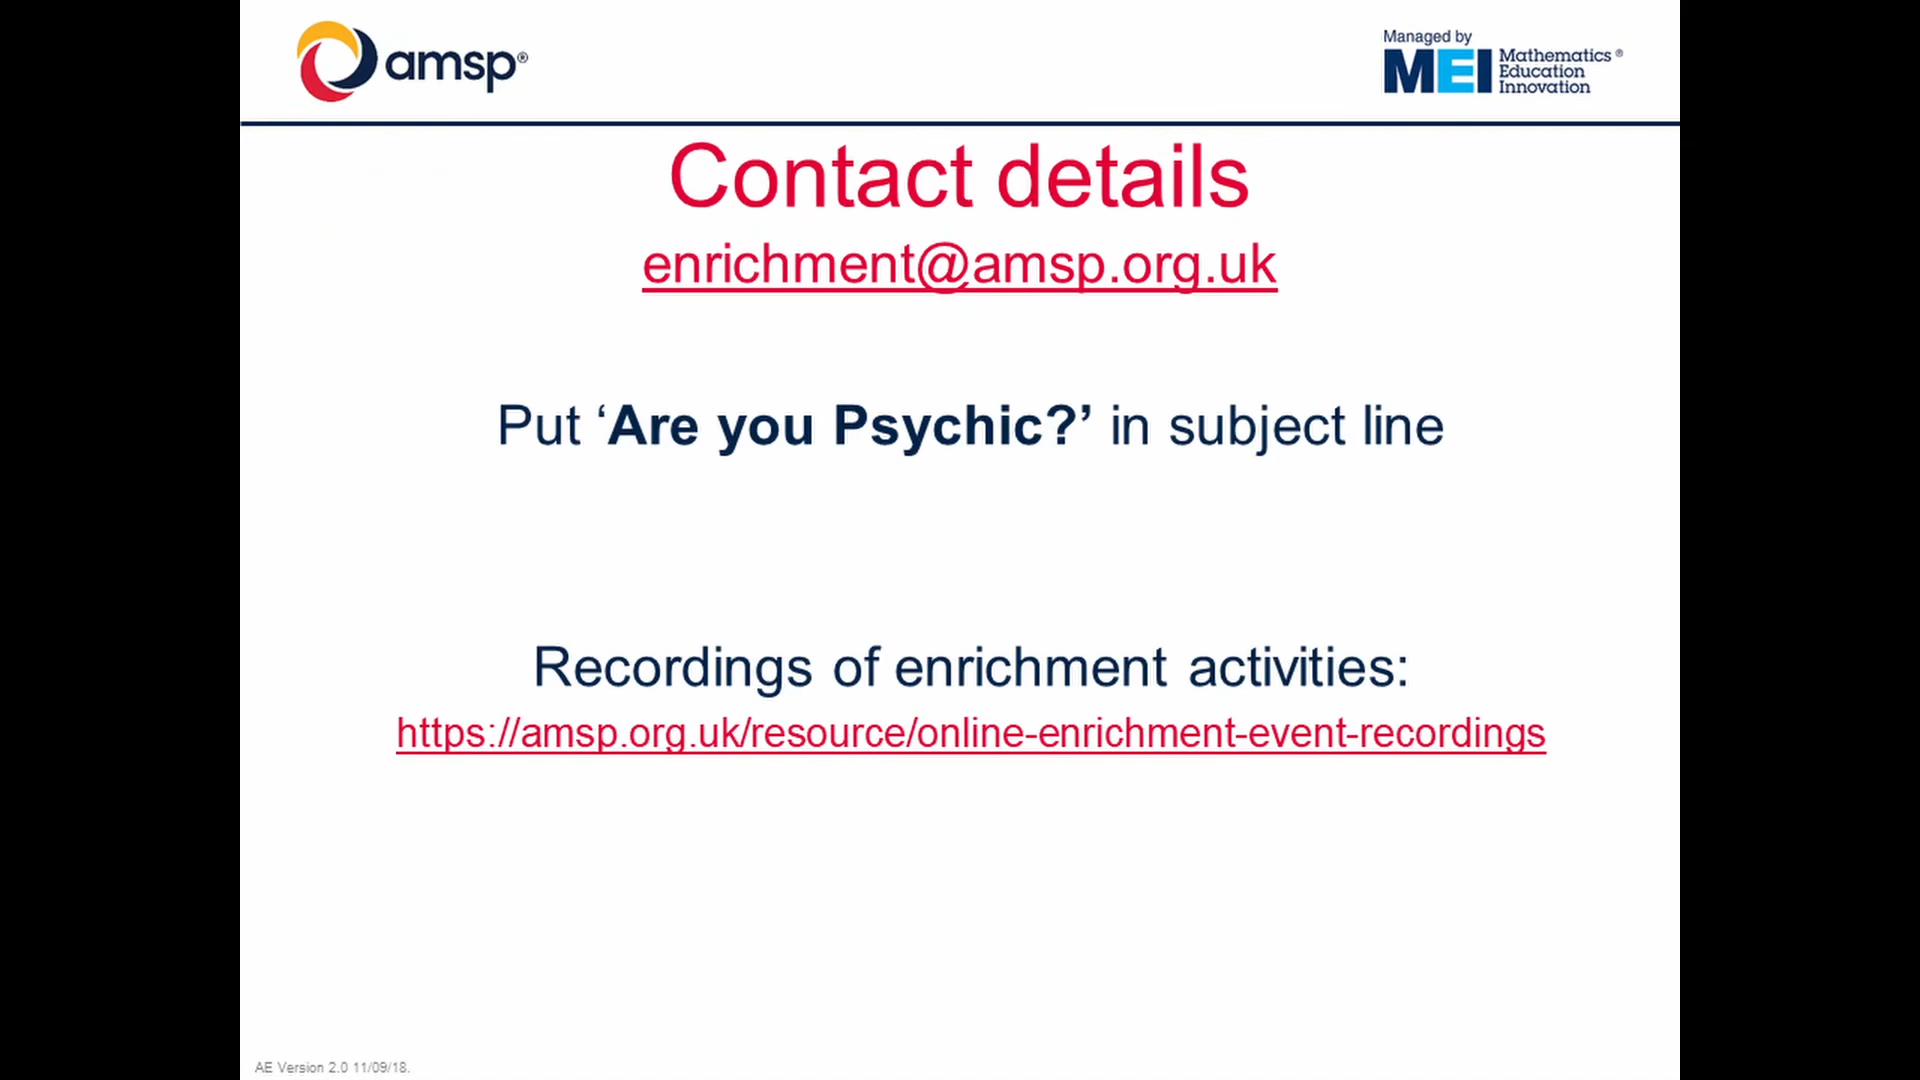 amsp®
Managed by
MEI Mathematics ®
Education
Innovation
Contact details
enrichment@amsp.org.uk
Put ‘Are you Psychic?’ in subject line
Recordings of enrichment activities:
https://amsp.org.uk/resource/online-enrichment-event-recordings
AE Version 2.0 11/09/18.